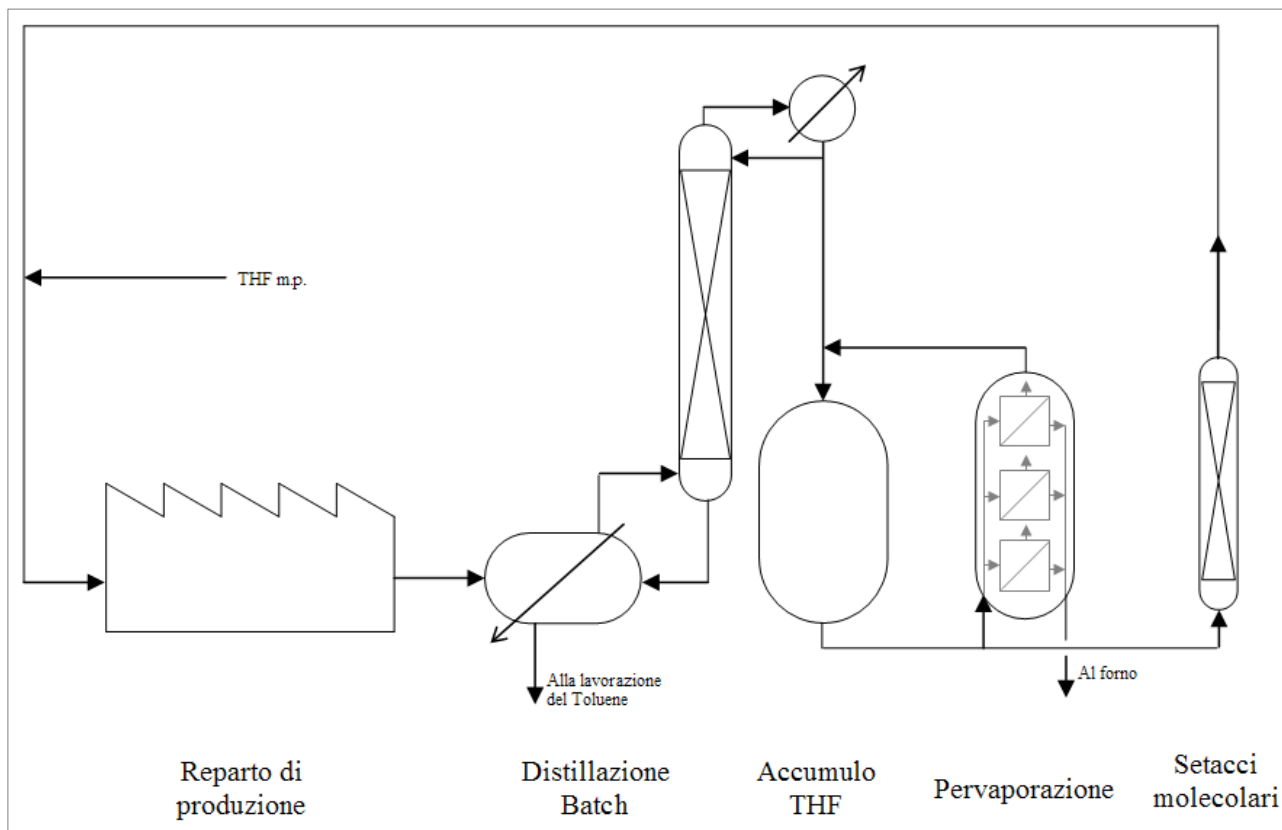 THF m.p.
Alla lavorazione
del Toluene
Al forno
Reparto di
produzione
Distillazione
Batch
Accumulo
THF
Pervaporazione
Setacci
molecolari